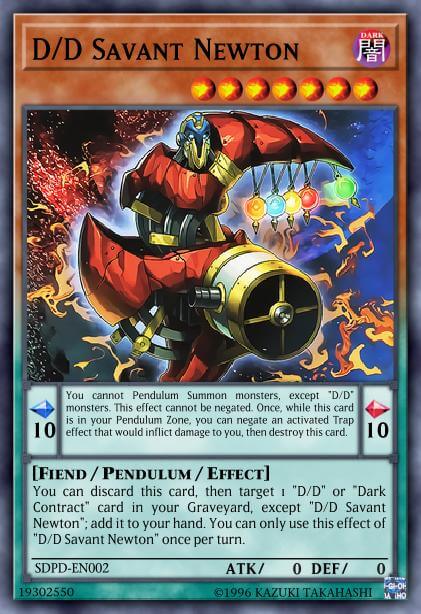 D/D Savant Newton
DARK
闇
You cannot Pendulum Summon monsters, except "D/D"
monsters. This effect cannot be negated. Once, while this card
is in your Pendulum Zone, you can negate an activated Trap
effect that would inflict damage to you, then destroy this card.
10
10
[Fiend / Pendulum / Effect]
You can discard this card, then target 1 "D/D" or "Dark
Contract" card in your Graveyard, except "D/D Savant
Newton"; add it to your hand. You can only use this effect of
"D/D Savant Newton" once per turn.
SDPD-EN002 ATK/ 0 DEF/ 0
19302550 ©1996 KAZUKI TAKAHASHI